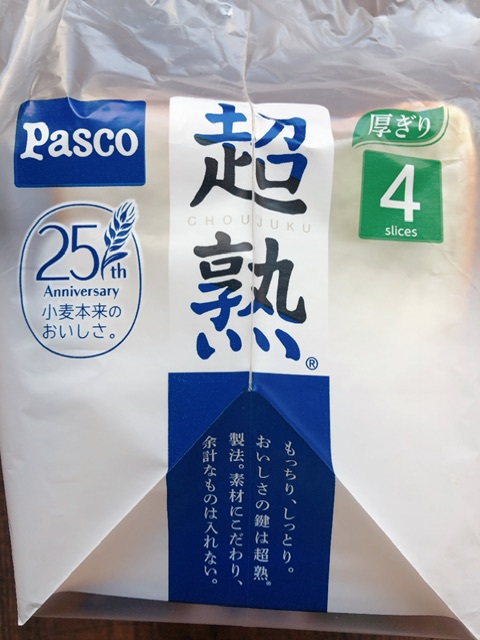 Pasco
超熟
CHOUJUKU
®
厚ぎり
4
slices
25th
Anniversary
小麦本来の
おいしさ。
もっちり、しっとり。
おいしさの鍵は超熟®
製法。素材にこだわり、
余計なものは入れない。